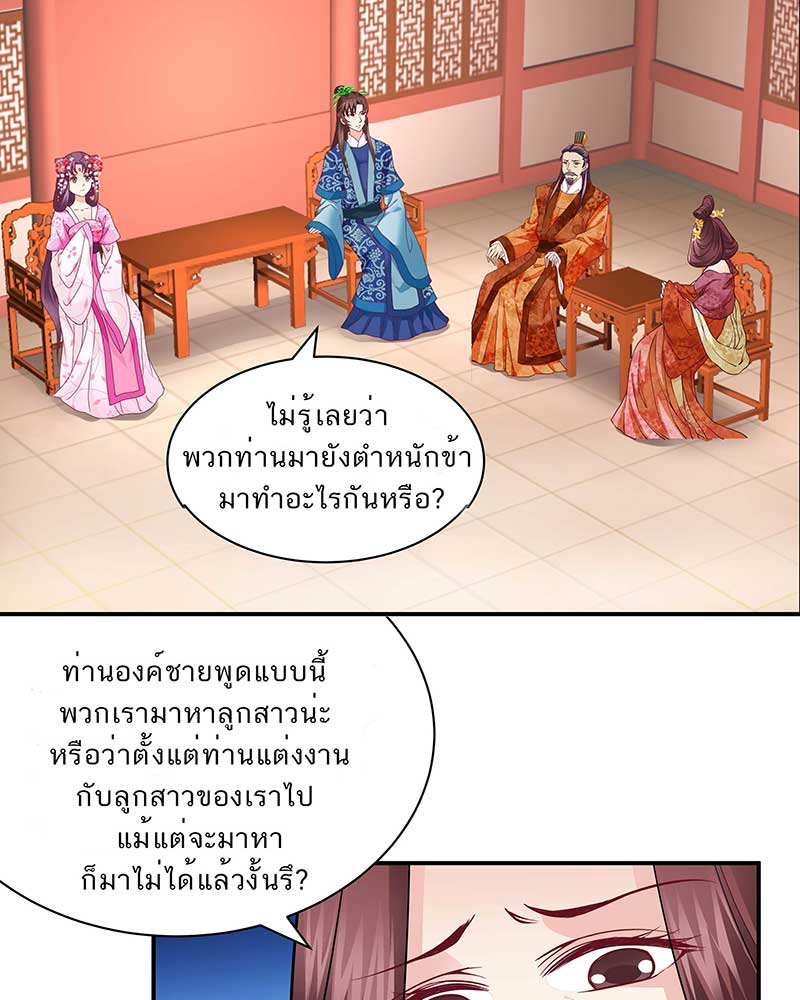 ไม่รู้เลยว่า
พวกท่านมายังตำหนักข้า
มาทำอะไรกันหรือ?
ท่านองค์ชายพูดแบบนี้
พวกเรามาหาลูกสาวน่ะ
หรือว่าตั้งแต่ท่านแต่งงาน
กับลูกสาวของเราไป
แม้แต่จะมาหา
ก็มาไม่ได้แล้วงั้นรึ?